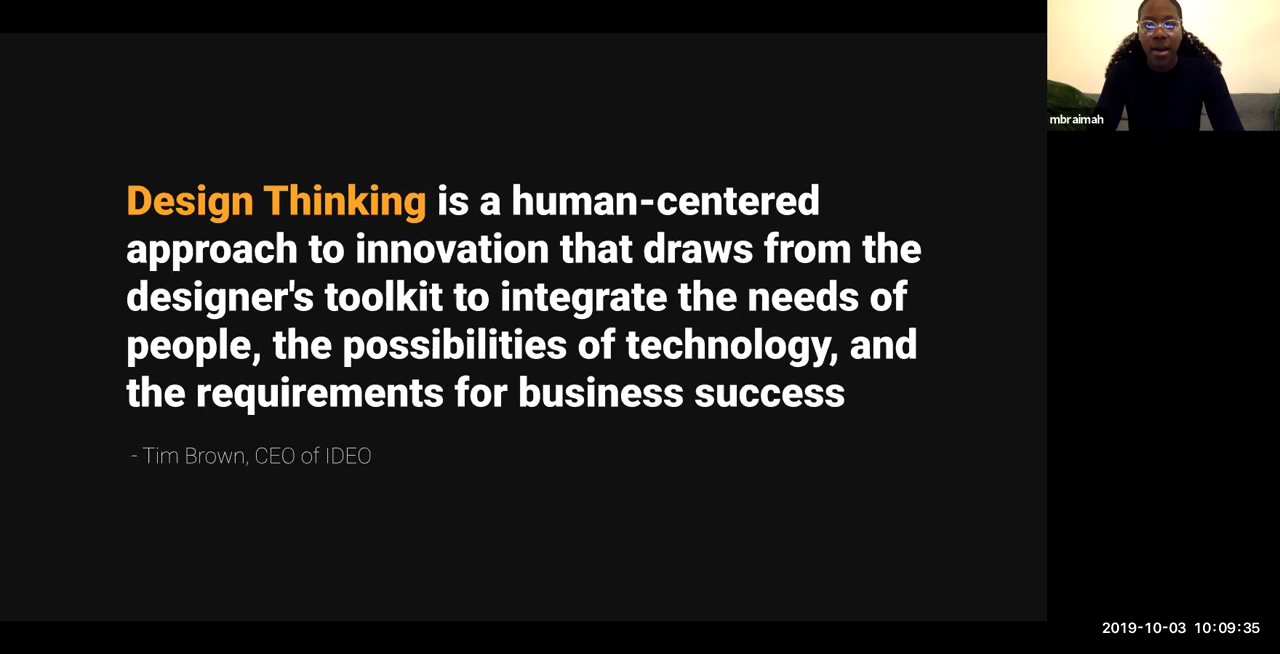 Design Thinking is a human-centered
approach to innovation that draws from the
designer's toolkit to integrate the needs of
people, the possibilities of technology, and
the requirements for business success
- Tim Brown, CEO of IDEO
mbraimah
2019-10-03 10:09:35